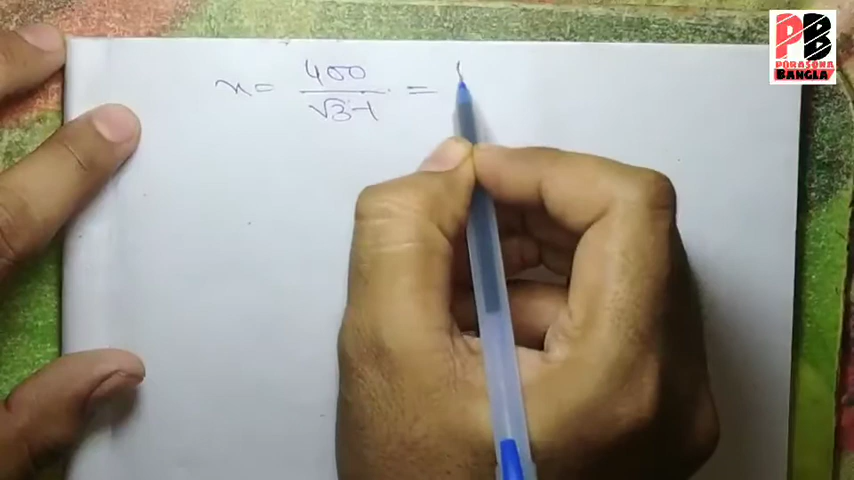 PB
PORASONA
BANGLA
x = 400/√3-1 =